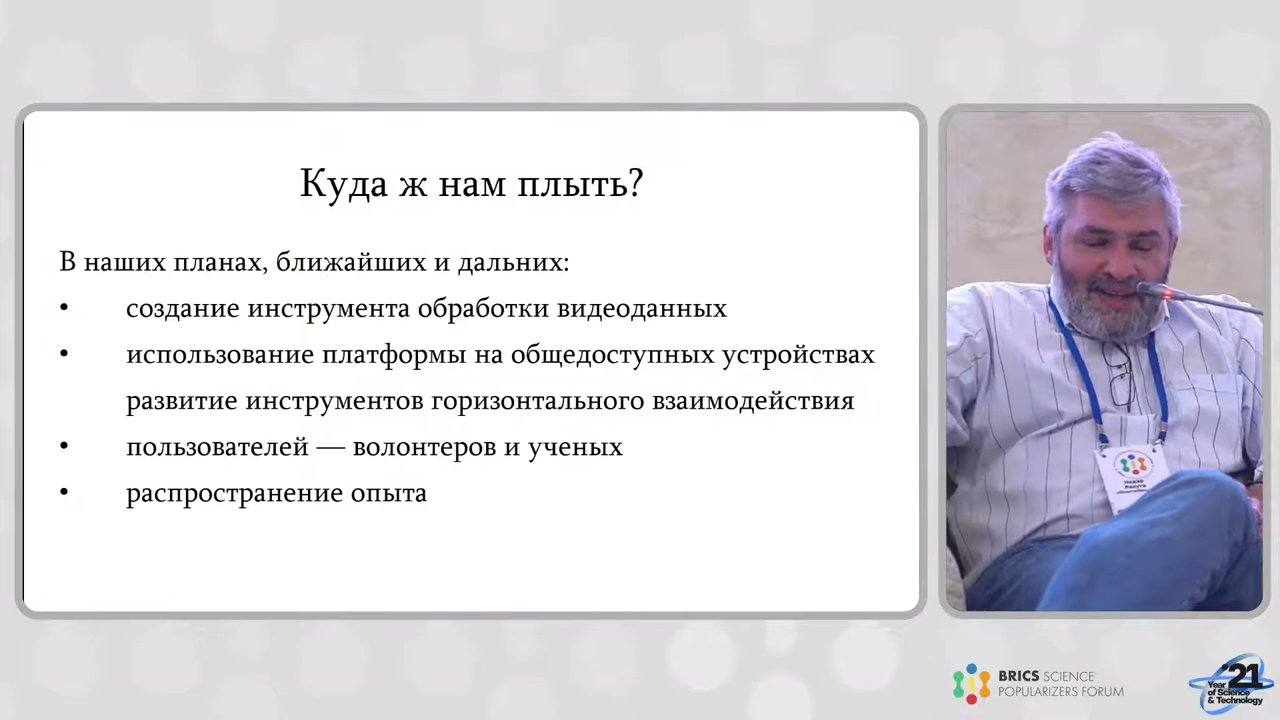 Куда ж нам плыть?
В наших планах, ближайших и дальних:
• создание инструмента обработки видеоданных
• использование платформы на общедоступных устройствах
развитие инструментов горизонтального взаимодействия
• пользователей — волонтеров и ученых
• распространение опыта
BRICS SCIENCE
POPULARIZERS FORUM
'21
Year
of Science
& Technology